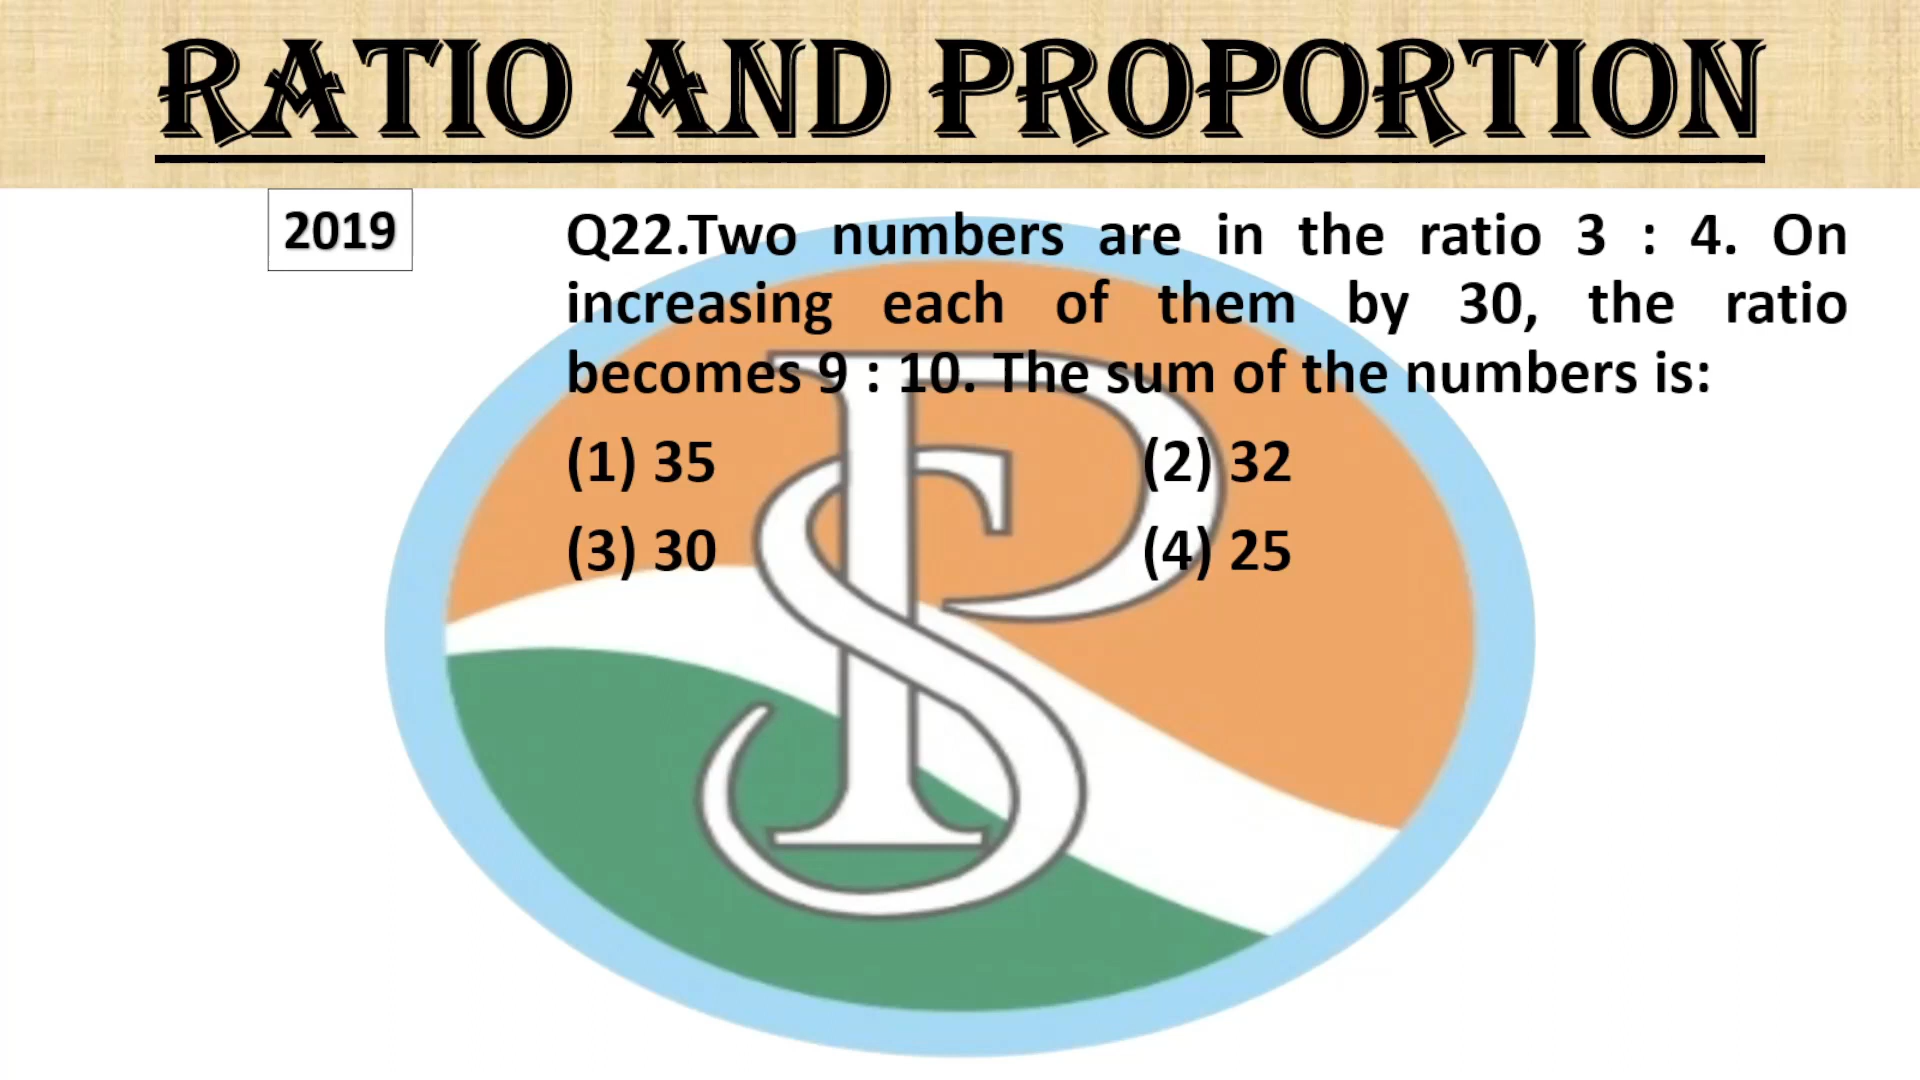 RATIO AND PROPORTION
2019
Q22.Two numbers are in the ratio 3 : 4. On
increasing each of them by 30, the ratio
becomes 9 : 10. The sum of the numbers is:
(1) 35 (2) 32
(3) 30 (4) 25